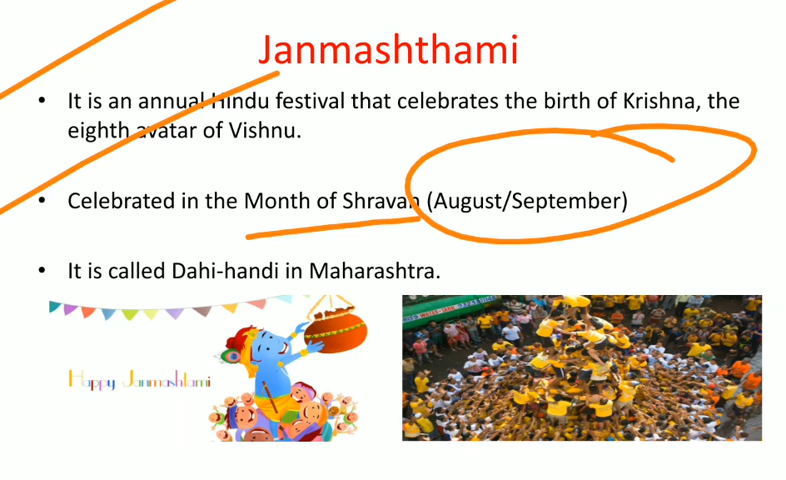 Janmashthami
• It is an annual Hindu festival that celebrates the birth of Krishna, the
eighth avatar of Vishnu.
• Celebrated in the Month of Shravan (August/September)
• It is called Dahi-handi in Maharashtra.
Happy Janmashtami